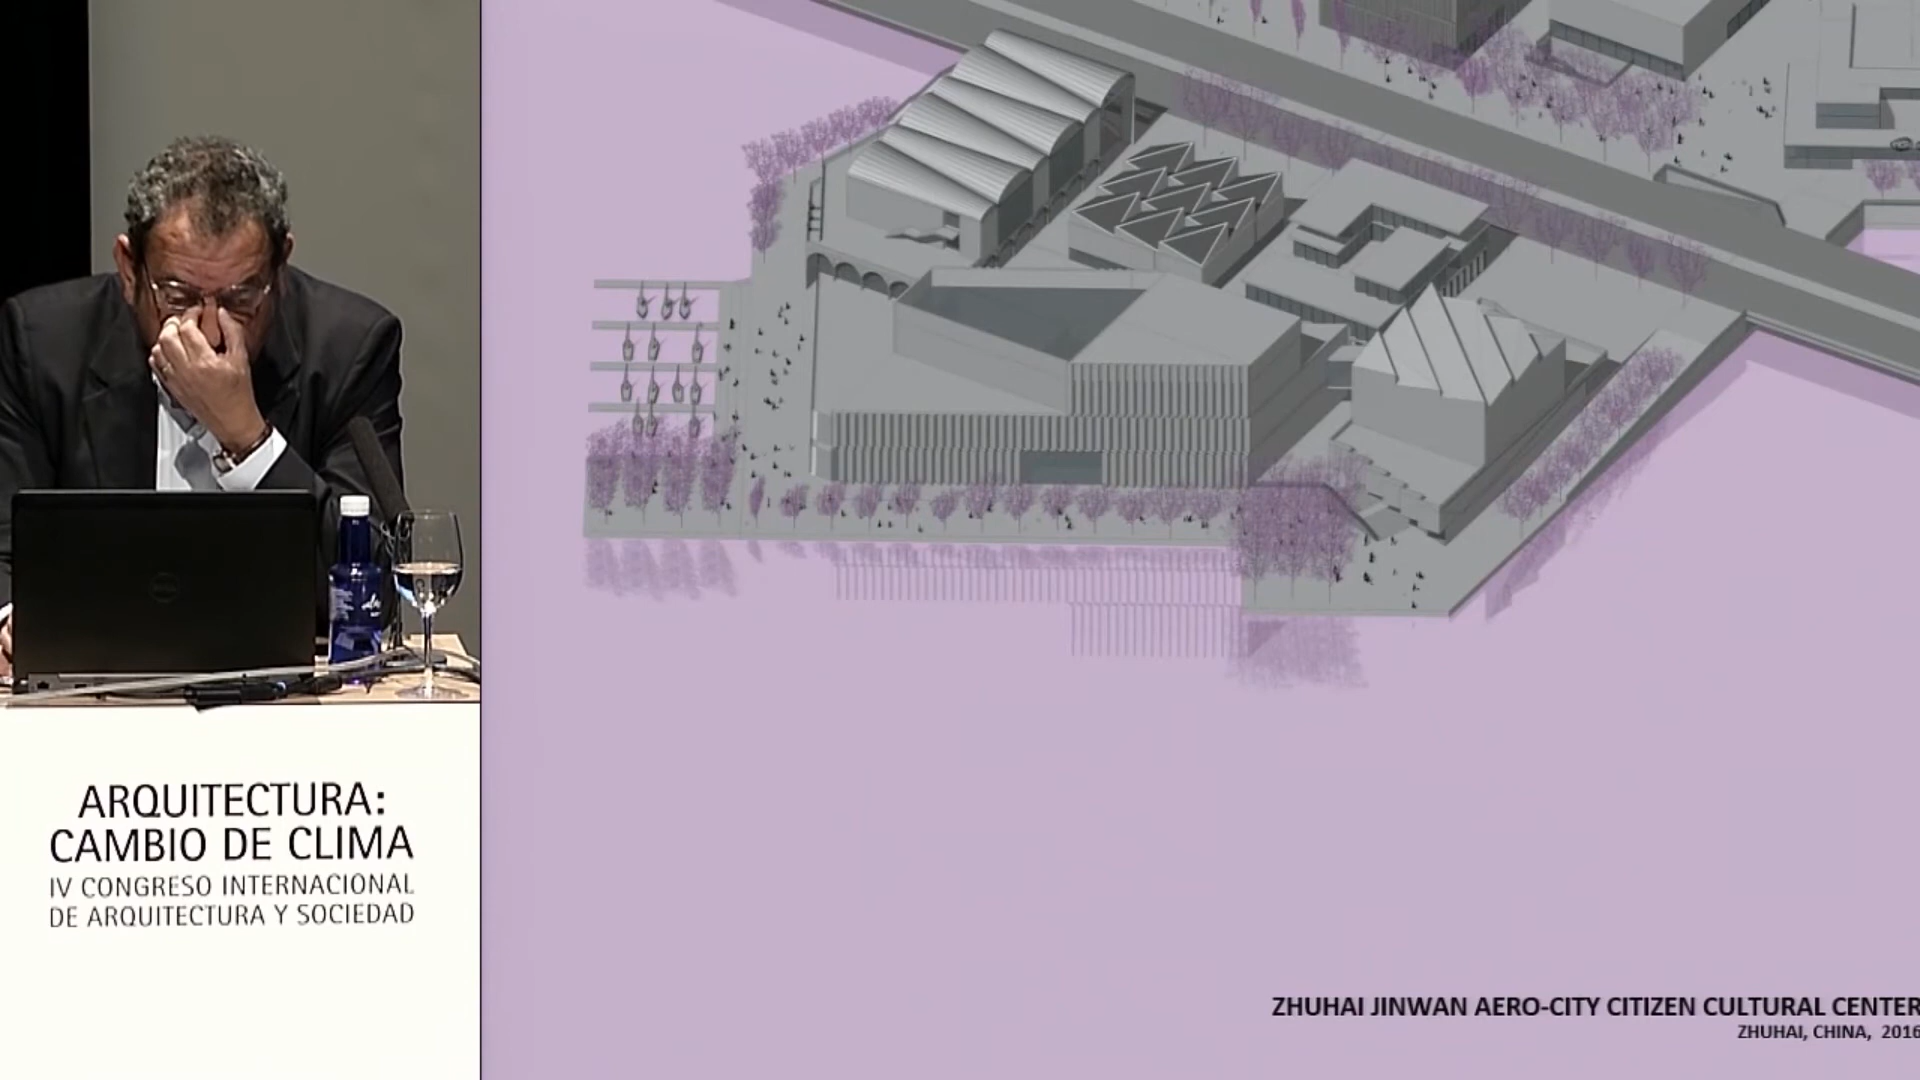 ARQUITECTURA:
CAMBIO DE CLIMA
IV CONGRESO INTERNACIONAL
DE ARQUITECTURA Y SOCIEDAD
ZHUHAI JINWAN AERO-CITY CITIZEN CULTURAL CENTER
ZHUHAI, CHINA, 2016